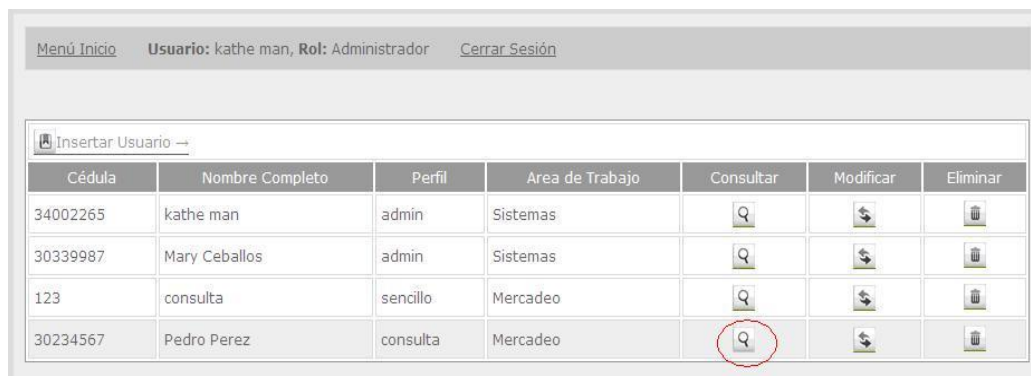 Menú Inicio Usuario: kathe man, Rol: Administrador Cerrar Sesión
Insertar Usuario →
Cédula Nombre Completo Perfil Area de Trabajo Consultar Modificar Eliminar
34002265 kathe man admin Sistemas
30339987 Mary Ceballos admin Sistemas
123 consulta sencillo Mercadeo
30234567 Pedro Perez consulta Mercadeo